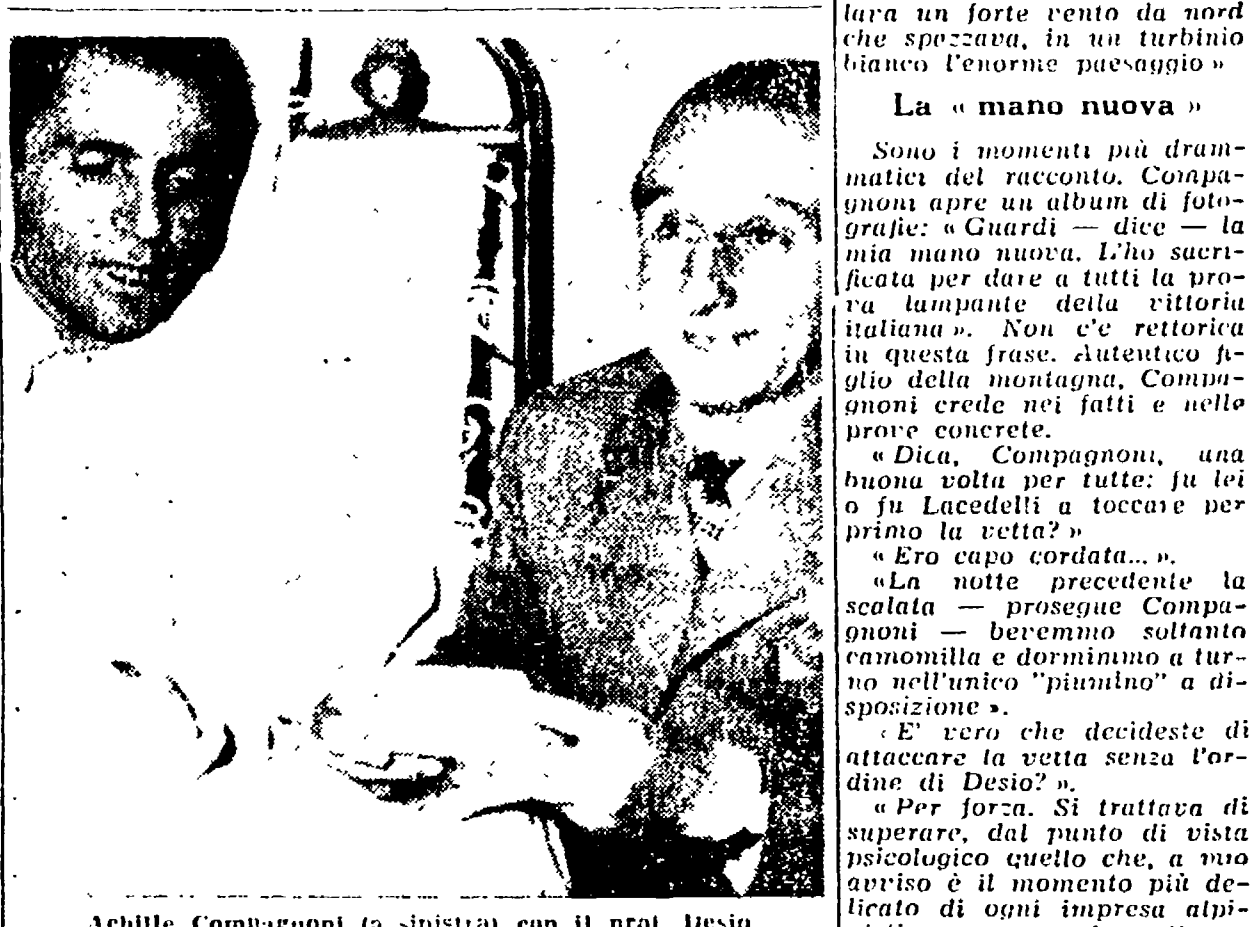 lava un forte vento da nord
che spezzava, in un turbinio
bianco l'enorme paesaggio »
La « mano nuova »
Sono i momenti più dram-
matici del racconto. Compa-
gnoni apre un album di foto-
grafie: « Guardi — dice — la
mia mano nuova. L'ho sacri-
ficata per dare a tutti la pro-
va lampante della vittoria
italiana ». Non c'e rettorica
in questa frase. Autentico fi-
glio della montagna, Compa-
gnoni crede nei fatti e nelle
prove concrete.
« Dica, Compagnoni, una
buona volta per tutte: fu lei
o fu Lacedelli a toccare per
primo la vetta? »
« Ero capo cordata... ».
«La notte precedente la
scalata — prosegue Compa-
gnoni — bevemmo soltanto
camomilla e dormimmo a tur-
no nell'unico "piumino" a di-
sposizione ».
« E' vero che decideste di
attaccare la vetta senza l'or-
dine di Desio? ».
« Per forza. Si trattava di
superare, dal punto di vista
psicologico quello che, a mio
avviso è il momento più de-
licato di ogni impresa alpi-
Achille Compagnoni (a sinistra) con il prof. Desio